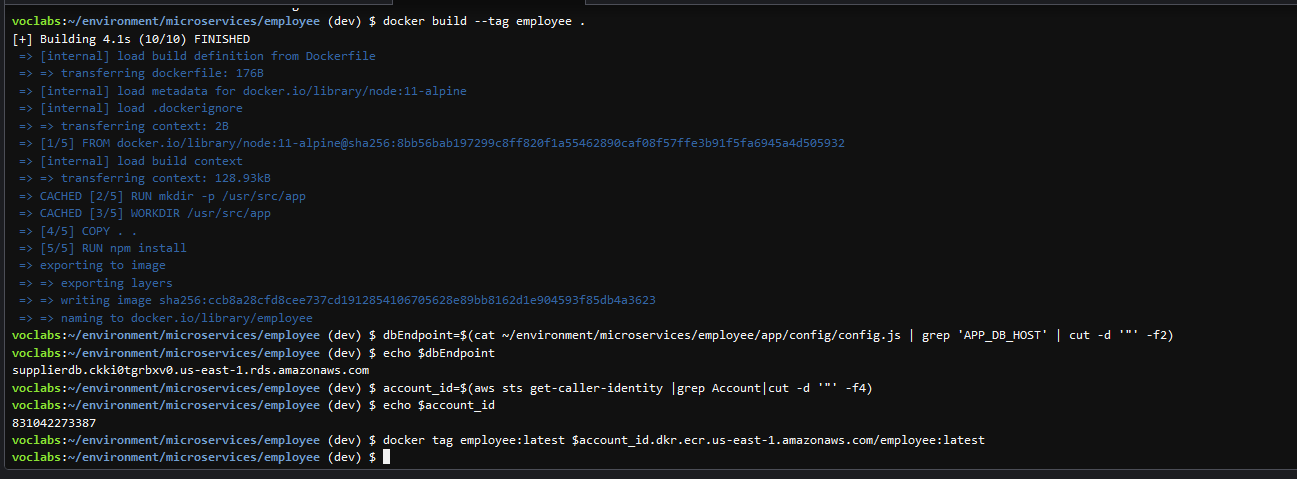 voclabs:~/environment/microservices/employee (dev) $ docker build --tag employee .
[+] Building 4.1s (10/10) FINISHED
=> [internal] load build definition from Dockerfile
=> => transferring dockerfile: 176B
=> [internal] load metadata for docker.io/library/node:11-alpine
=> [internal] load .dockerignore
=> => transferring context: 2B
=> [1/5] FROM docker.io/library/node:11-alpine@sha256:8bb56bab197299c8ff820f1a55462890caf08f57ffe3b91f5fa6945a4d505932
=> [internal] load build context
=> => transferring context: 128.93kB
=> CACHED [2/5] RUN mkdir -p /usr/src/app
=> CACHED [3/5] WORKDIR /usr/src/app
=> [4/5] COPY . .
=> [5/5] RUN npm install
=> exporting to image
=> => exporting layers
=> => writing image sha256:ccb8a28cfd8cee737cd1912854106705628e89bb8162d1e904593f85db4a3623
=> => naming to docker.io/library/employee
voclabs:~/environment/microservices/employee (dev) $ dbEndpoint=$(cat ~/environment/microservices/employee/app/config/config.js | grep 'APP_DB_HOST' | cut -d '"' -f2)
voclabs:~/environment/microservices/employee (dev) $ echo $dbEndpoint
supplierdb.ckki0tgrbxv0.us-east-1.rds.amazonaws.com
voclabs:~/environment/microservices/employee (dev) $ account_id=$(aws sts get-caller-identity |grep Account|cut -d '"' -f4)
voclabs:~/environment/microservices/employee (dev) $ echo $account_id
831042273387
voclabs:~/environment/microservices/employee (dev) $ docker tag employee:latest $account_id.dkr.ecr.us-east-1.amazonaws.com/employee:latest
voclabs:~/environment/microservices/employee (dev) $